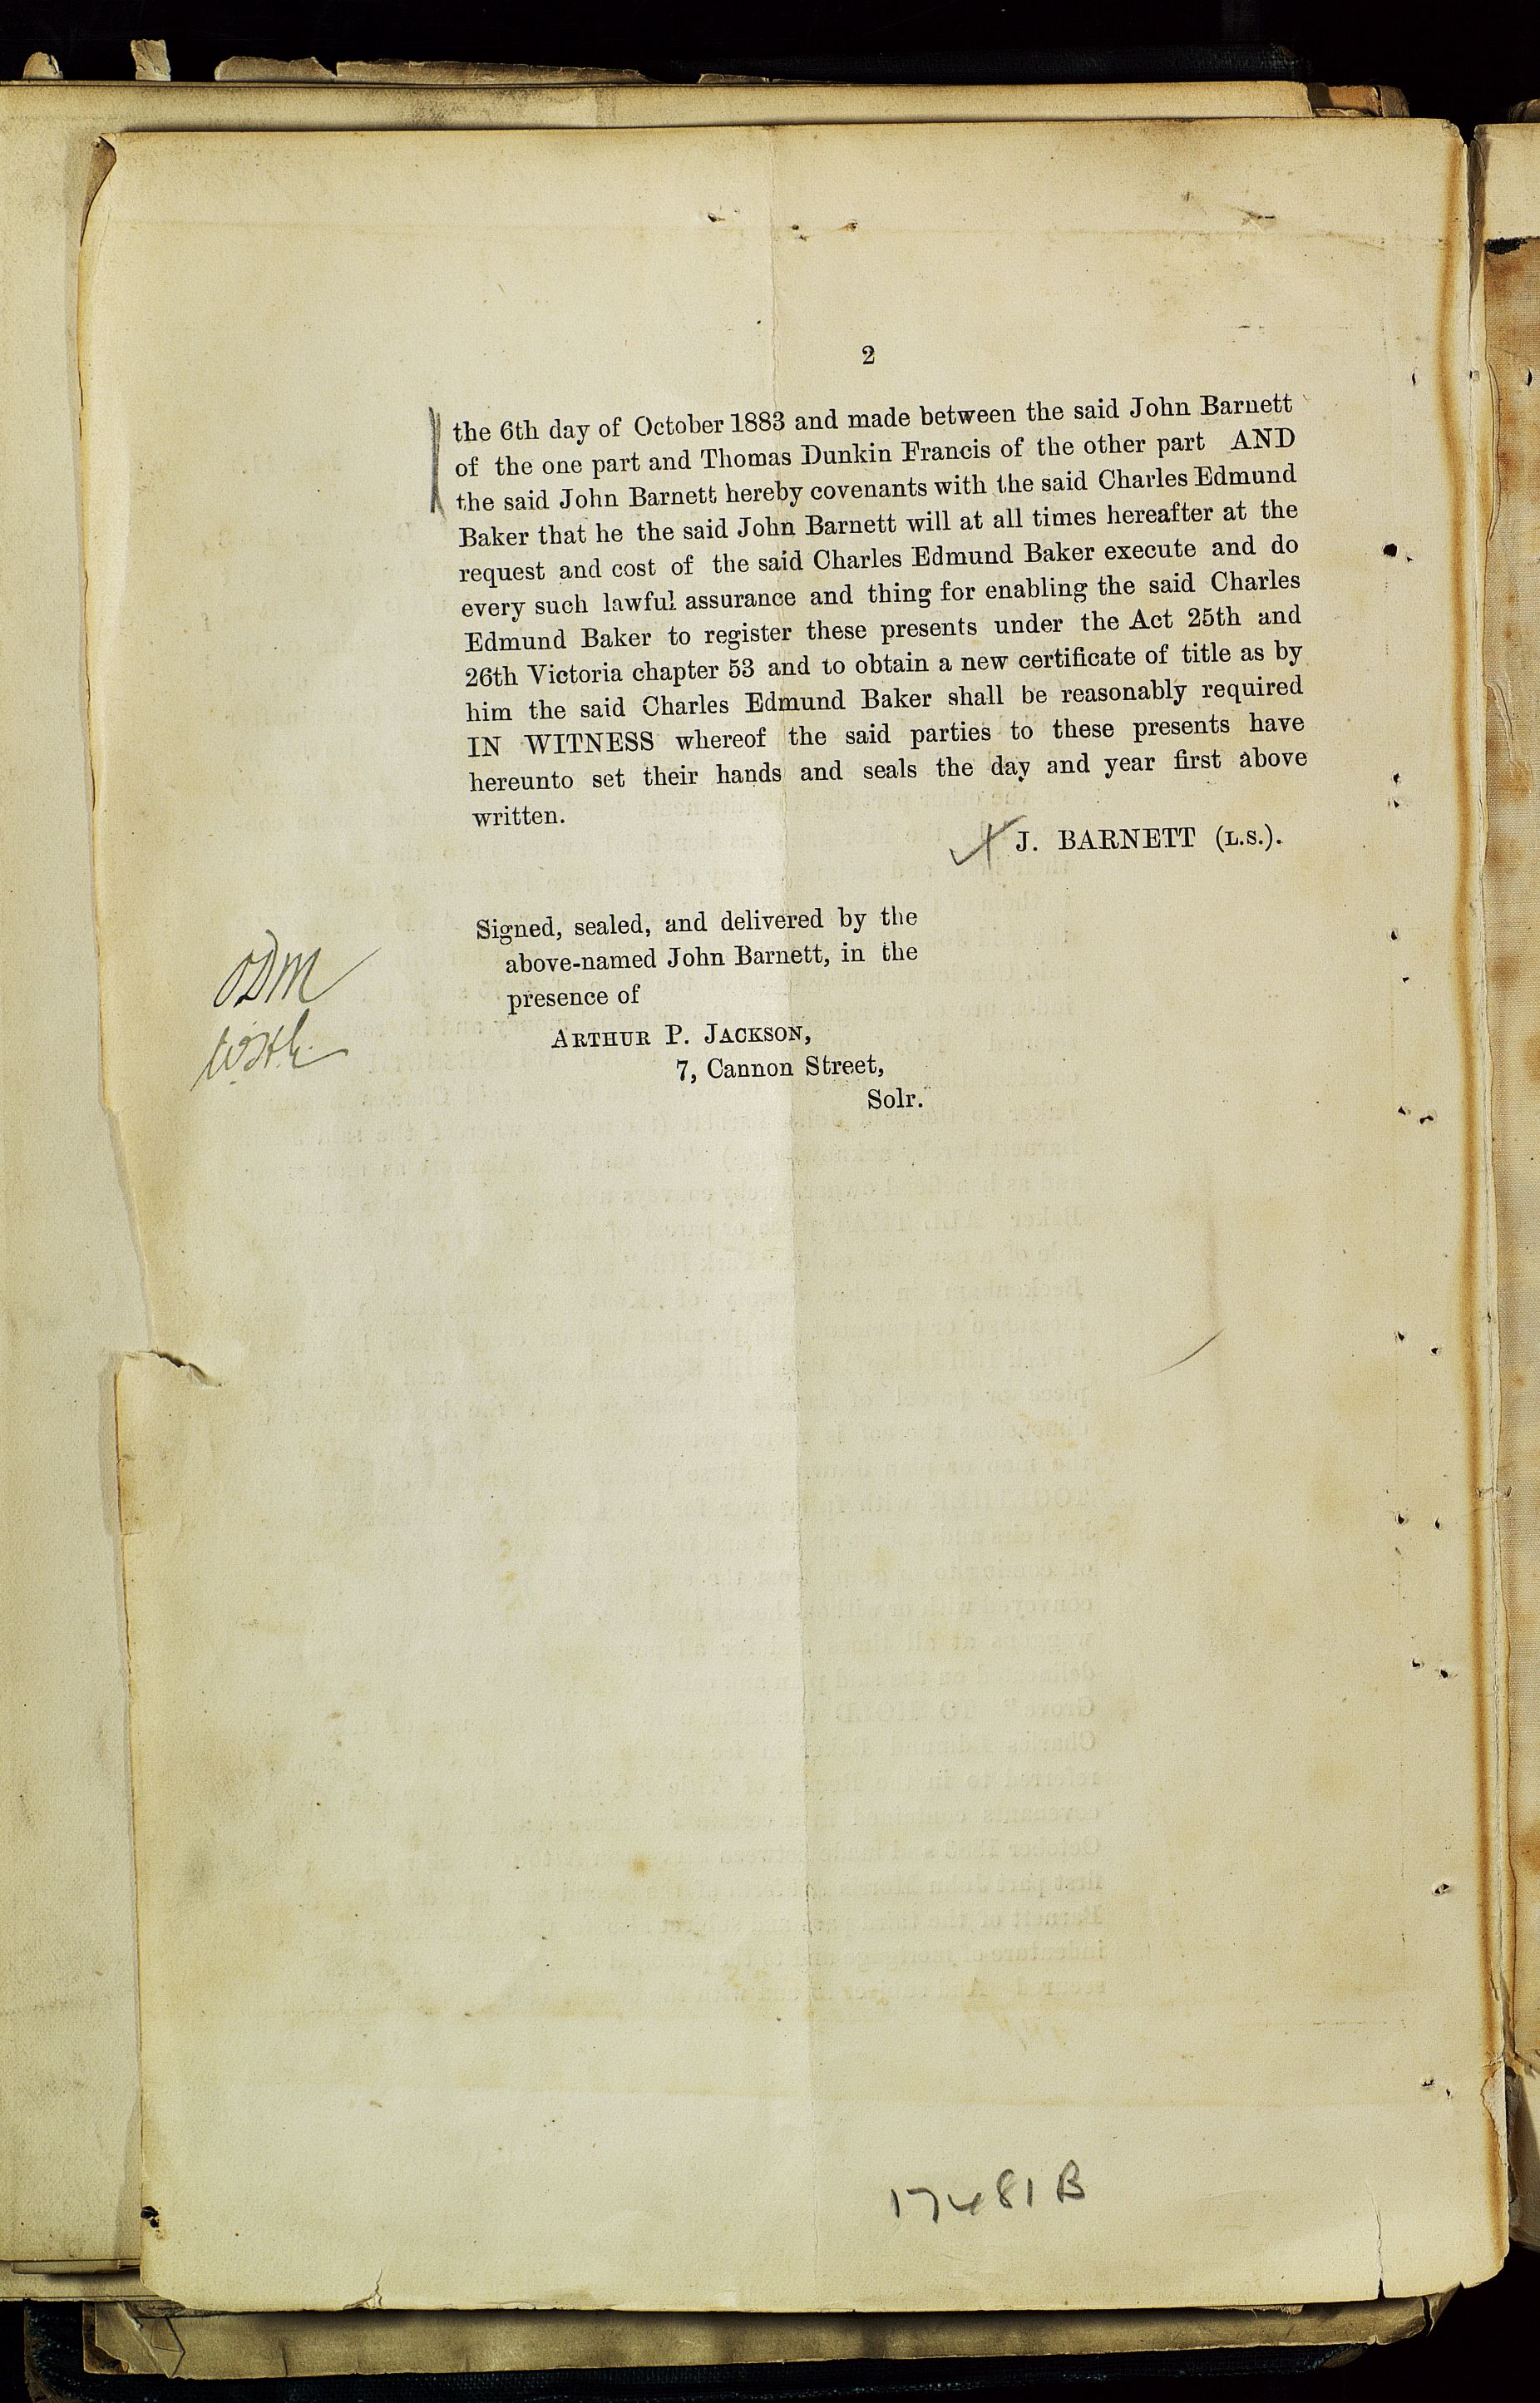 2
the 6th day of October 1883 and made between the said John Barnett
of the one part and Thomas Dunkin Francis of the other part AND
the said John Barnett hereby covenants with the said Charles Edmund
Baker that he the said John Barnett will at all times hereafter at the
request and cost of the said Charles Edmund Baker execute and do
every such lawful assurance and thing for enabling the said Charles
Edmund Baker to register these presents under the Act 25th and
26th Victoria chapter 53 and to obtain a new certificate of title as by
him the said Charles Edmund Baker shall be reasonably required
IN WITNESS whereof the said parties to these presents have
hereunto set their hands and seals the day and year first above
written.
J. BARNETT (L.S.).
Signed, sealed, and delivered by the
above-named John Barnett, in the
presence of
ARTHUR P. JACKSON,
7, Cannon Street,
Solr.
ODM
17481 B